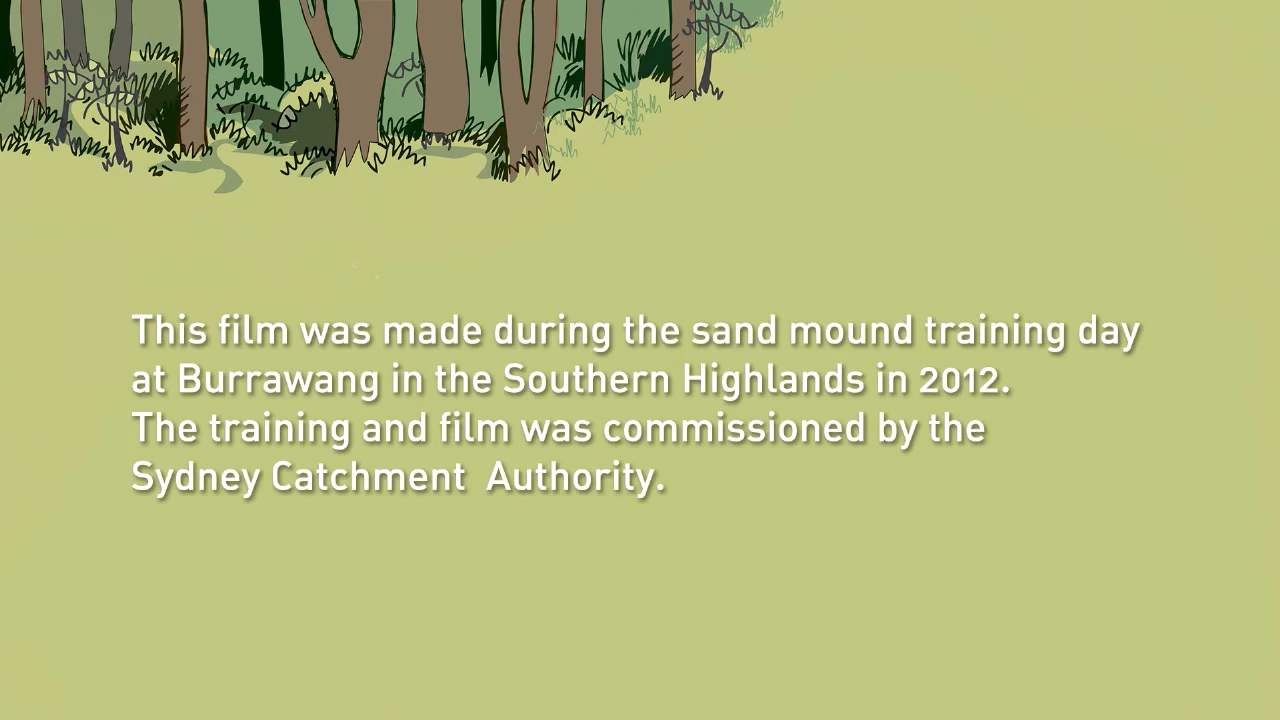 This film was made during the sand mound training day
at Burrawang in the Southern Highlands in 2012.
The training and film was commissioned by the
Sydney Catchment  Authority.